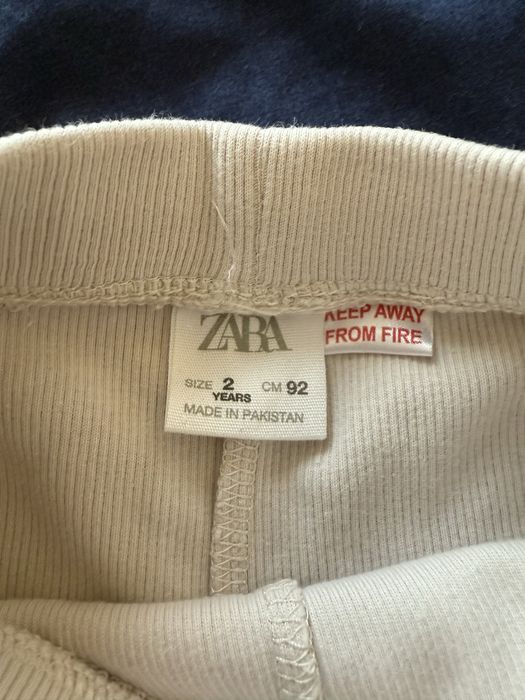 ZARA
SIZE 2 YEARS CM 92
MADE IN PAKISTAN
KEEP AWAY
FROM FIRE